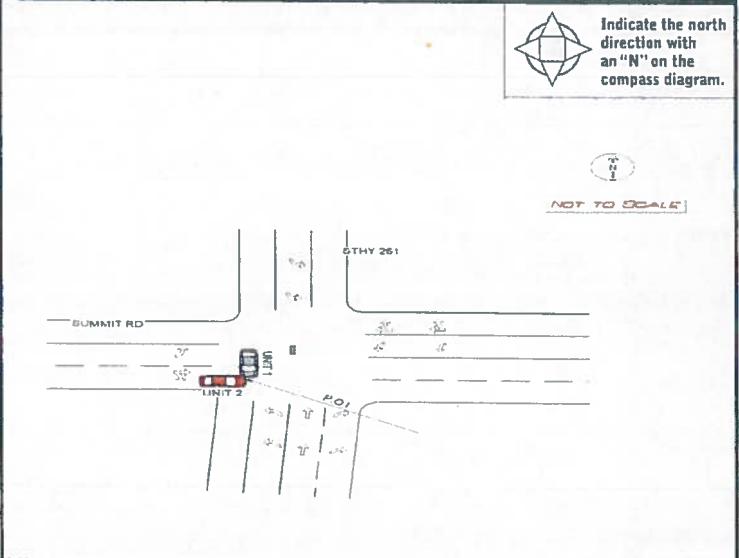 Indicate the north
direction with
an "N" on the
compass diagram.
N
NOT TO SCALE
STHY 261
SUMMIT RD
UNIT 1
UNIT 2
P.O.I